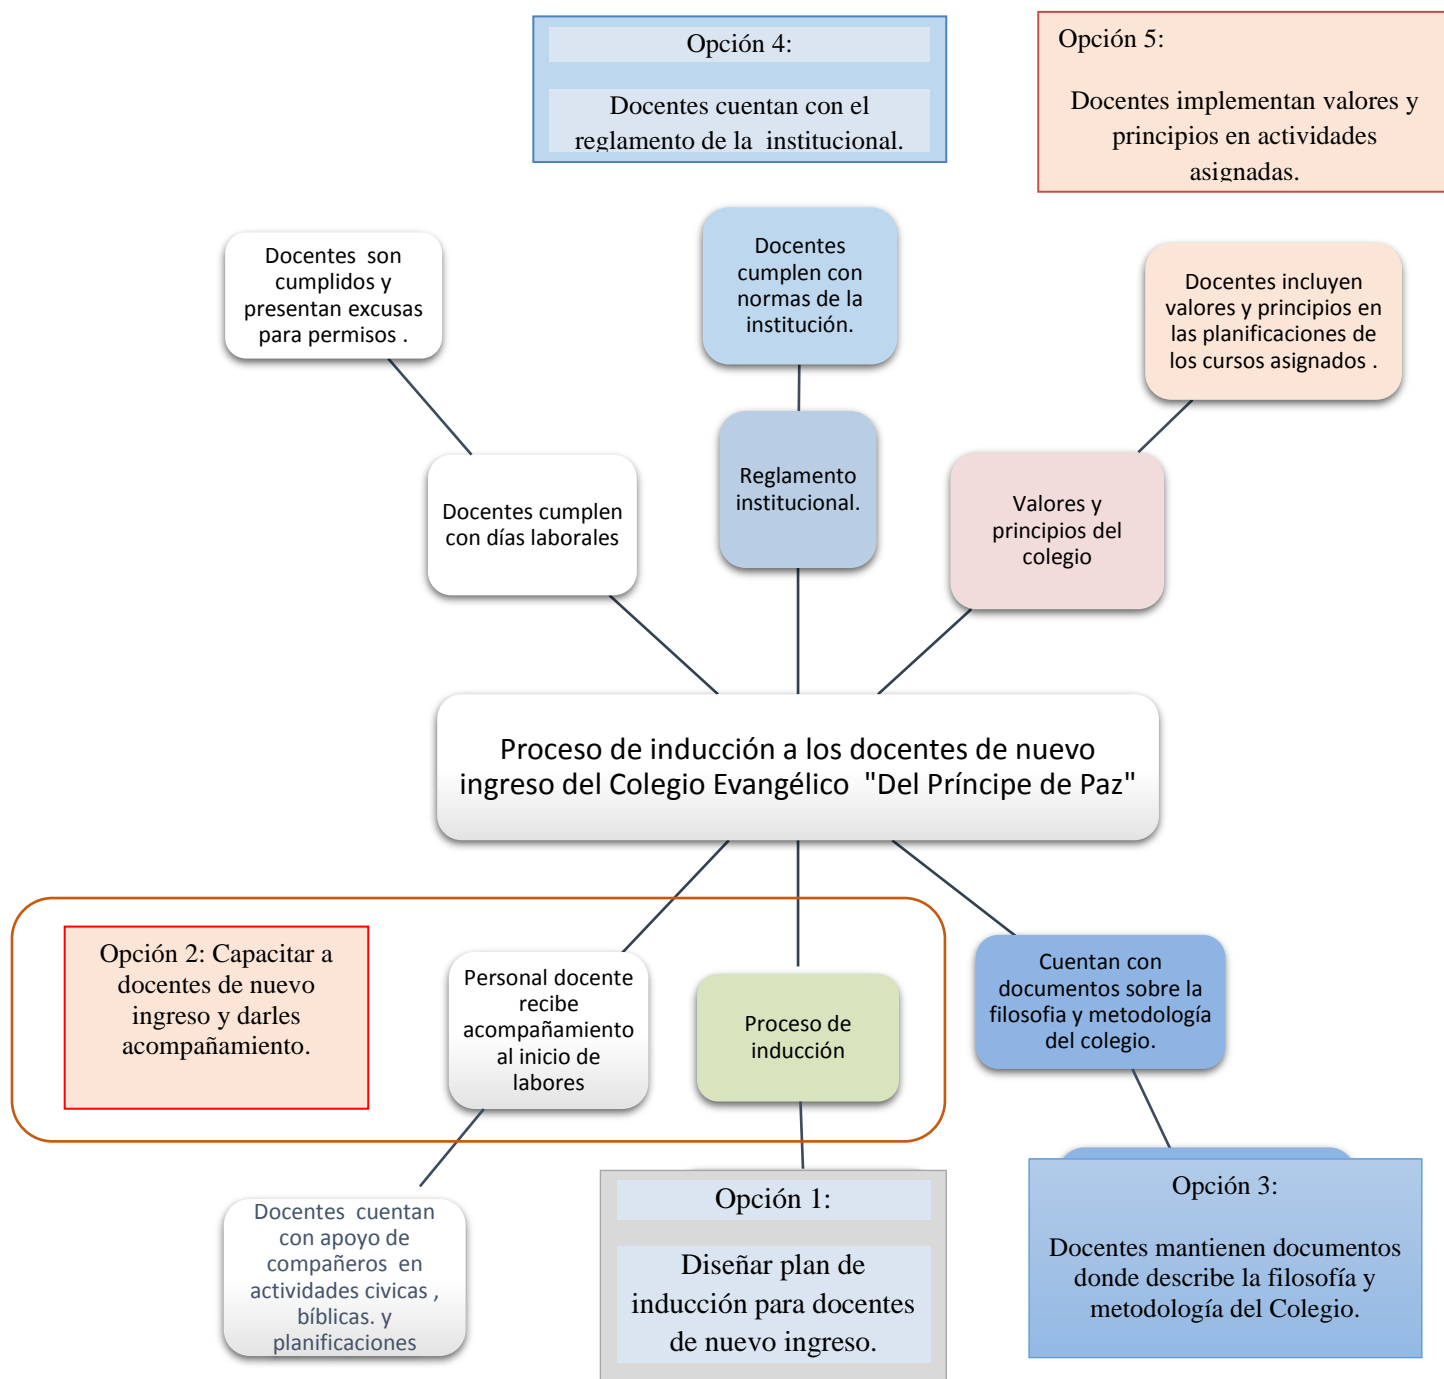 Opción 4:
Docentes cuentan con el
reglamento de la  institucional.
Opción 5:
Docentes implementan valores y
principios en actividades
asignadas.
Docentes  son
cumplidos y
presentan excusas
para permisos .
Docentes
cumplen con
normas de la
institución.
Docentes incluyen
valores y principios en
las planificaciones de
los cursos asignados .
Docentes cumplen
con días laborales
Reglamento
institucional.
Valores y
principios del
colegio
Proceso de inducción a los docentes de nuevo
ingreso del Colegio Evangélico  "Del Príncipe de Paz"
Opción 2: Capacitar a
docentes de nuevo
ingreso y darles
acompañamiento.
Personal docente
recibe
acompañamiento
al inicio de
labores
Proceso de
inducción
Cuentan con
documentos sobre la
filosofia y metodología
del colegio.
Docentes  cuentan
con apoyo de
compañeros  en
actividades civicas ,
bíblicas. y
planificaciones
Opción 1:
Diseñar plan de
inducción para docentes
de nuevo ingreso.
Opción 3:
Docentes mantienen documentos
donde describe la filosofía y
metodología del Colegio.